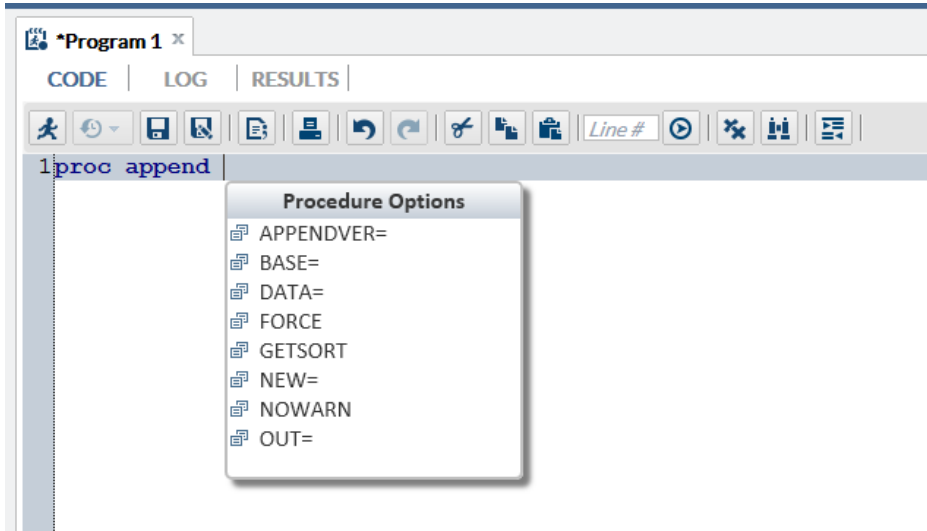 *Program 1 x
CODE LOG RESULTS
Line #
1 proc append
Procedure Options
APPENDVER=
BASE=
DATA=
FORCE
GETSORT
NEW=
NOWARN
OUT=